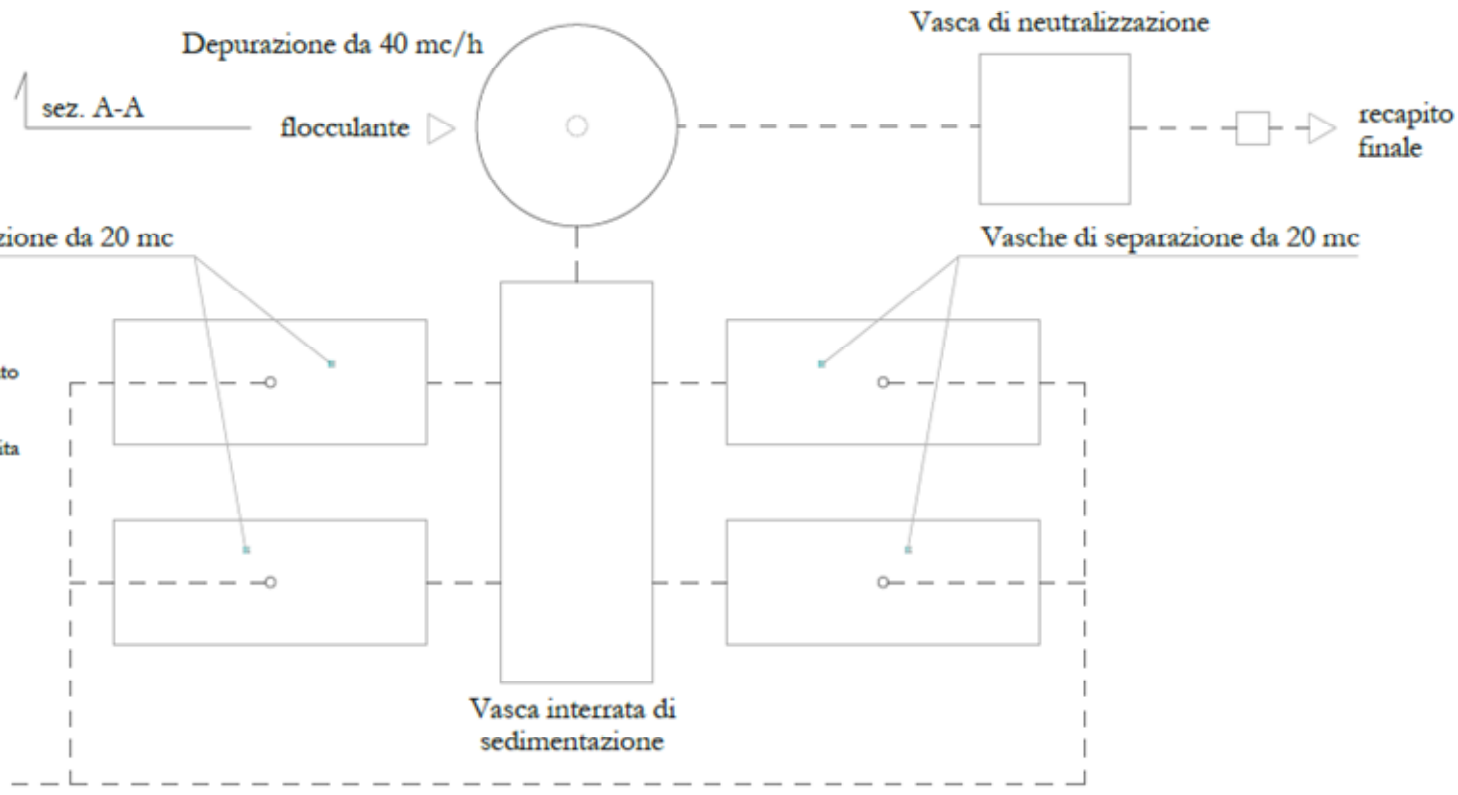 Vasca di neutralizzazione
Depurazione da 40 mc/h
sez. A-A
flocculante
recapito
finale
da 20 mc
Vasche di separazione da 20 mc
Vasca interrata di
sedimentazione